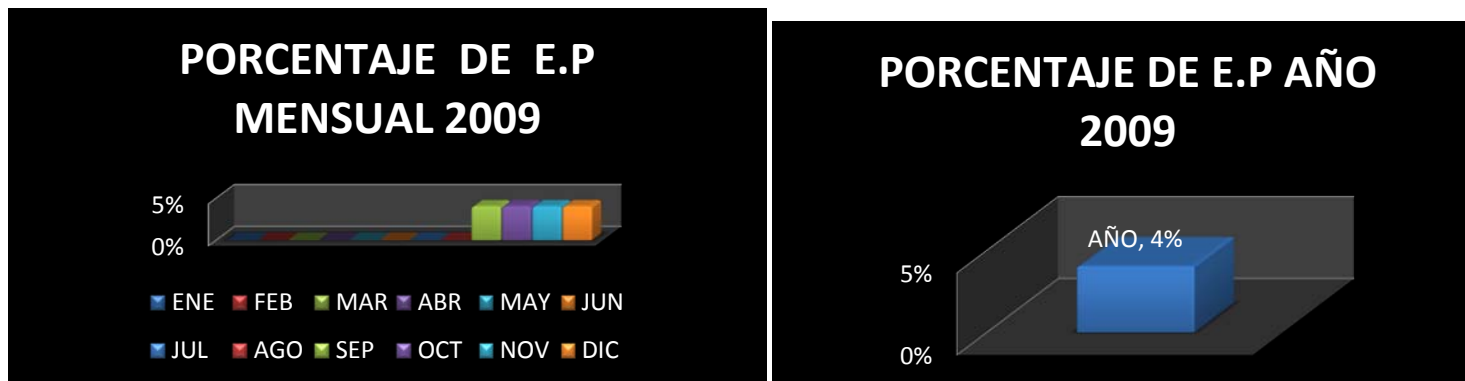 PORCENTAJE DE E.P
MENSUAL 2009
5%
0%
ENE FEB MAR ABR MAY JUN
JUL AGO SEP OCT NOV DIC
PORCENTAJE DE E.P AÑO
2009
AÑO, 4%
5%
0%